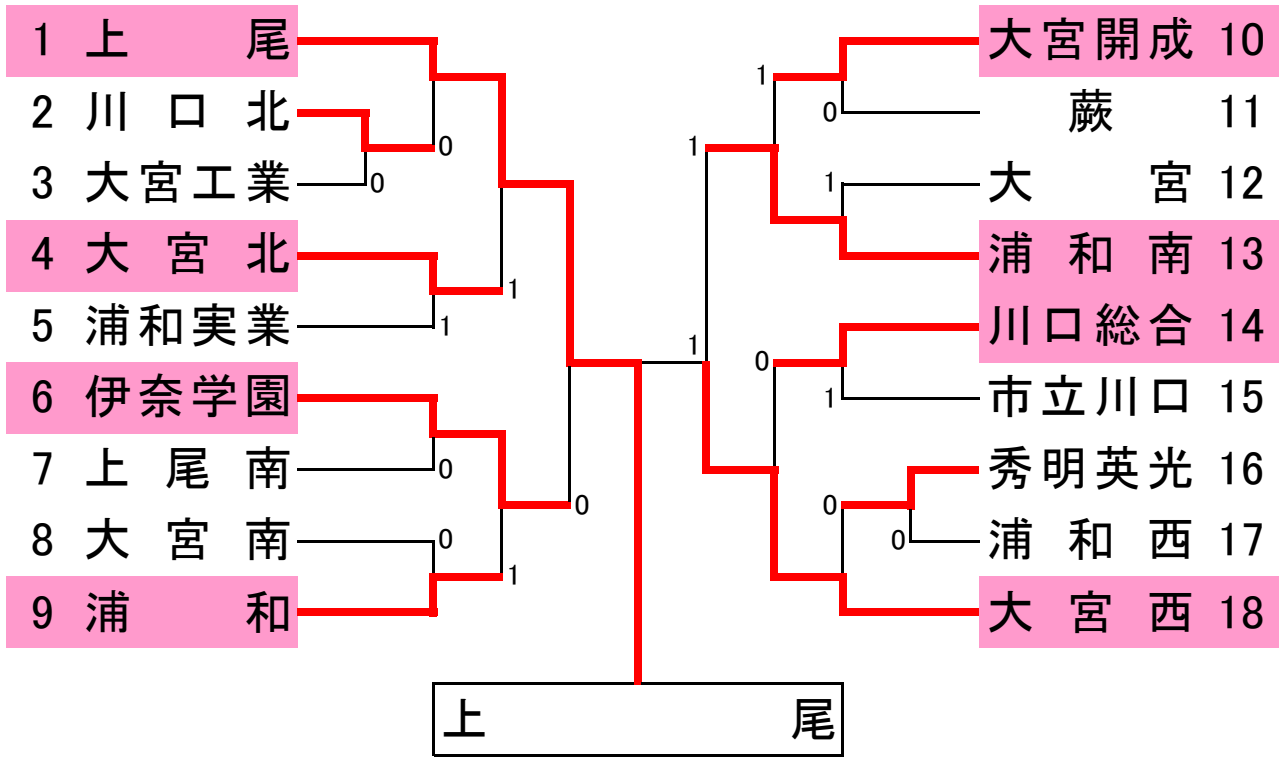 1 上尾
2 川口北
3 大宮工業
4 大宮北
5 浦和実業
6 伊奈学園
7 上尾南
8 大宮南
9 浦和
0
0
1
1
0
0
1
0
大宮開成 10
蕨 11
大宮 12
浦和南 13
川口総合 14
市立川口 15
秀明英光 16
浦和西 17
大宮西 18
1
0
1
1
1
0
1
0
0
上尾